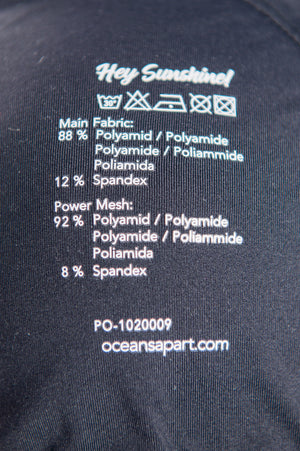 Hey Sunshine!
30°
Main Fabric:
88 % Polyamid / Polyamide
Polyamide / Poliammide
Poliamida
12 % Spandex
Power Mesh:
92 % Polyamid / Polyamide
Polyamide / Poliammide
Poliamida
8 % Spandex
PO-1020009
oceansapart.com